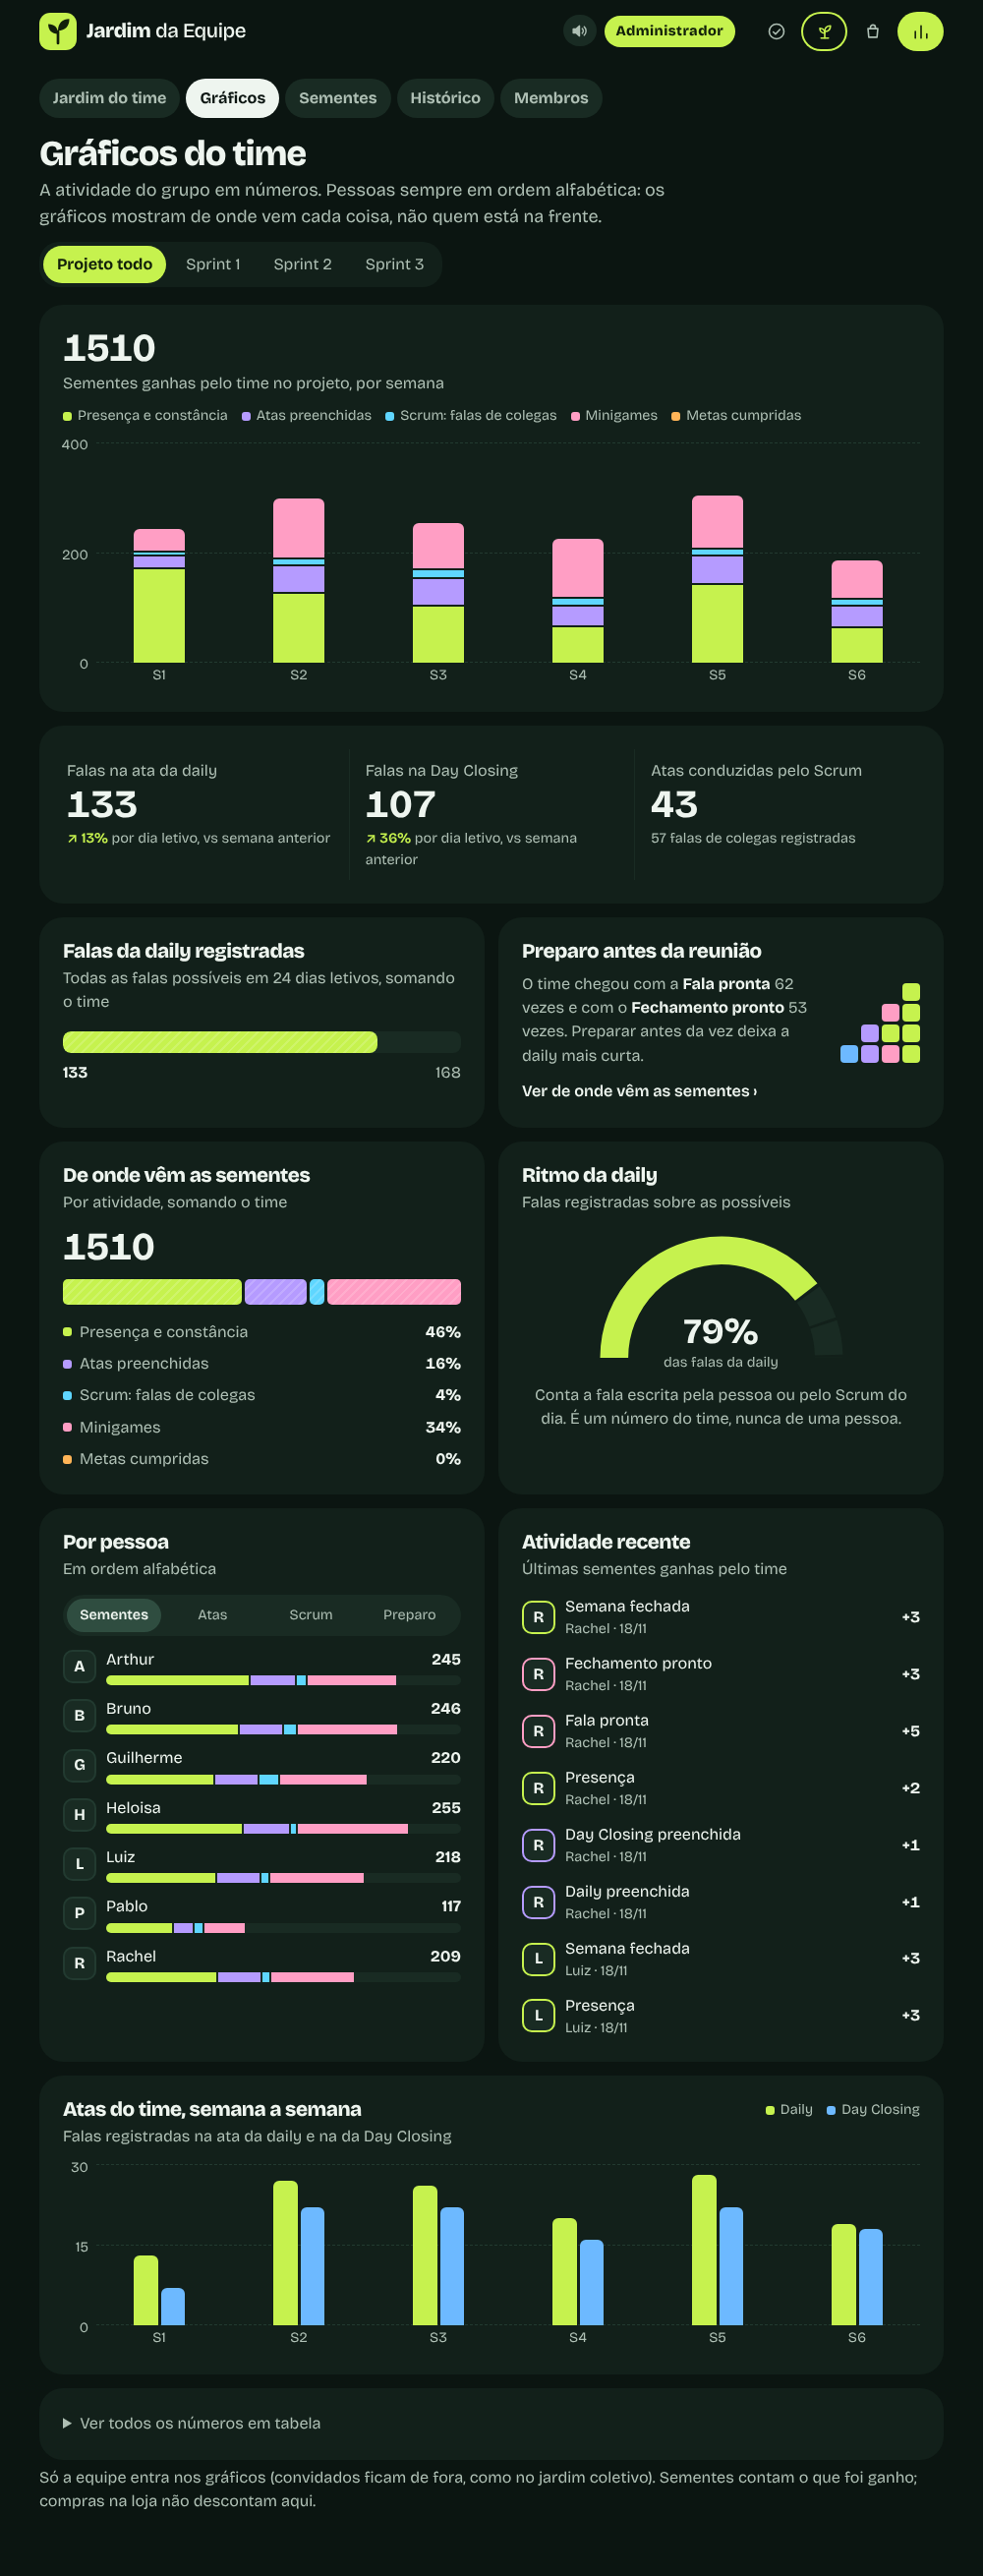 Jardim da Equipe
Administrador
Jardim do time
Gráficos
Sementes
Histórico
Membros
Gráficos do time
A atividade do grupo em números. Pessoas sempre em ordem alfabética: os
gráficos mostram de onde vem cada coisa, não quem está na frente.
Projeto todo
Sprint 1
Sprint 2
Sprint 3
1510
Sementes ganhas pelo time no projeto, por semana
Presença e constância
Atas preenchidas
Scrum: falas de colegas
Minigames
Metas cumpridas
400
200
0
S1
S2
S3
S4
S5
S6
Falas na ata da daily
133
↗ 13% por dia letivo, vs semana anterior
Falas na Day Closing
107
↗ 36% por dia letivo, vs semana
anterior
Atas conduzidas pelo Scrum
43
57 falas de colegas registradas
Falas da daily registradas
Todas as falas possíveis em 24 dias letivos, somando
o time
133
168
Preparo antes da reunião
O time chegou com a Fala pronta 62
vezes e com o Fechamento pronto 53
vezes. Preparar antes da vez deixa a
daily mais curta.
Ver de onde vêm as sementes ›
De onde vêm as sementes
Por atividade, somando o time
1510
Presença e constância 46%
Atas preenchidas 16%
Scrum: falas de colegas 4%
Minigames 34%
Metas cumpridas 0%
Ritmo da daily
Falas registradas sobre as possíveis
79%
das falas da daily
Conta a fala escrita pela pessoa ou pelo Scrum do
dia. É um número do time, nunca de uma pessoa.
Por pessoa
Em ordem alfabética
Sementes
Atas
Scrum
Preparo
A Arthur 245
B Bruno 246
G Guilherme 220
H Heloisa 255
L Luiz 218
P Pablo 117
R Rachel 209
Atividade recente
Últimas sementes ganhas pelo time
R Semana fechada +3
Rachel · 18/11
R Fechamento pronto +3
Rachel · 18/11
R Fala pronta +5
Rachel · 18/11
R Presença +2
Rachel · 18/11
R Day Closing preenchida +1
Rachel · 18/11
R Daily preenchida +1
Rachel · 18/11
L Semana fechada +3
Luiz · 18/11
L Presença +3
Luiz · 18/11
Atas do time, semana a semana
Falas registradas na ata da daily e na da Day Closing
Daily
Day Closing
30
15
0
S1
S2
S3
S4
S5
S6
Ver todos os números em tabela
Só a equipe entra nos gráficos (convidados ficam de fora, como no jardim coletivo). Sementes contam o que foi ganho;
compras na loja não descontam aqui.